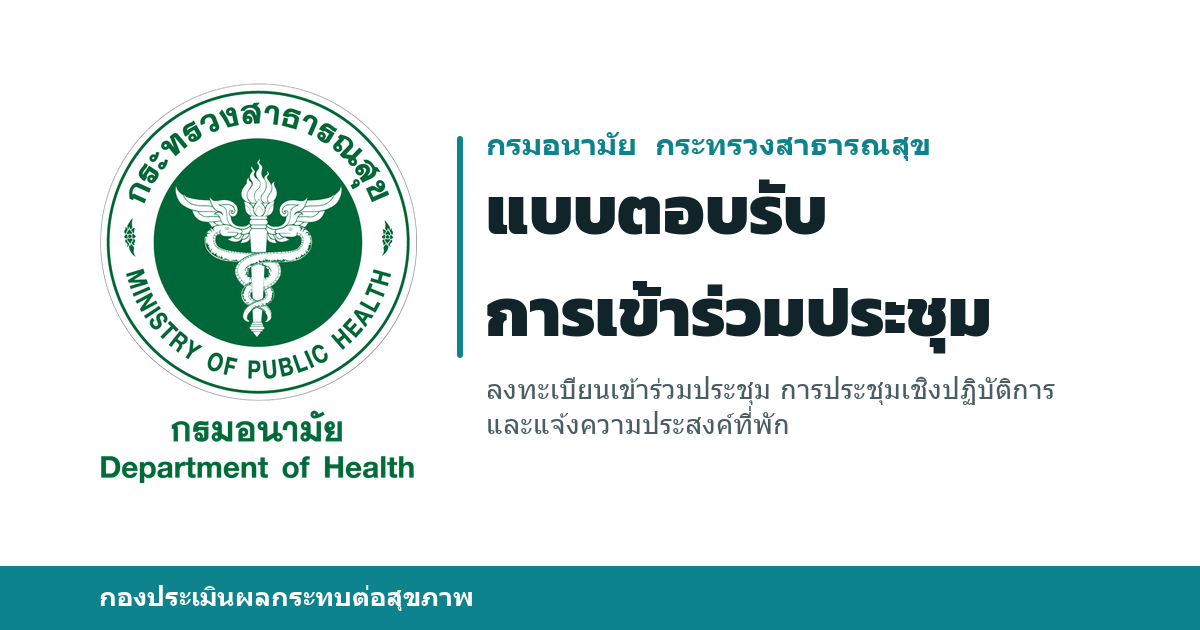 กระทรวงสาธารณสุข
MINISTRY OF PUBLIC HEALTH
กรมอนามัย
Department of Health
กรมอนามัย กระทรวงสาธารณสุข
แบบตอบรับ
การเข้าร่วมประชุม
ลงทะเบียนเข้าร่วมประชุม การประชุมเชิงปฏิบัติการ
และแจ้งความประสงค์ที่พัก
กองประเมินผลกระทบต่อสุขภาพ